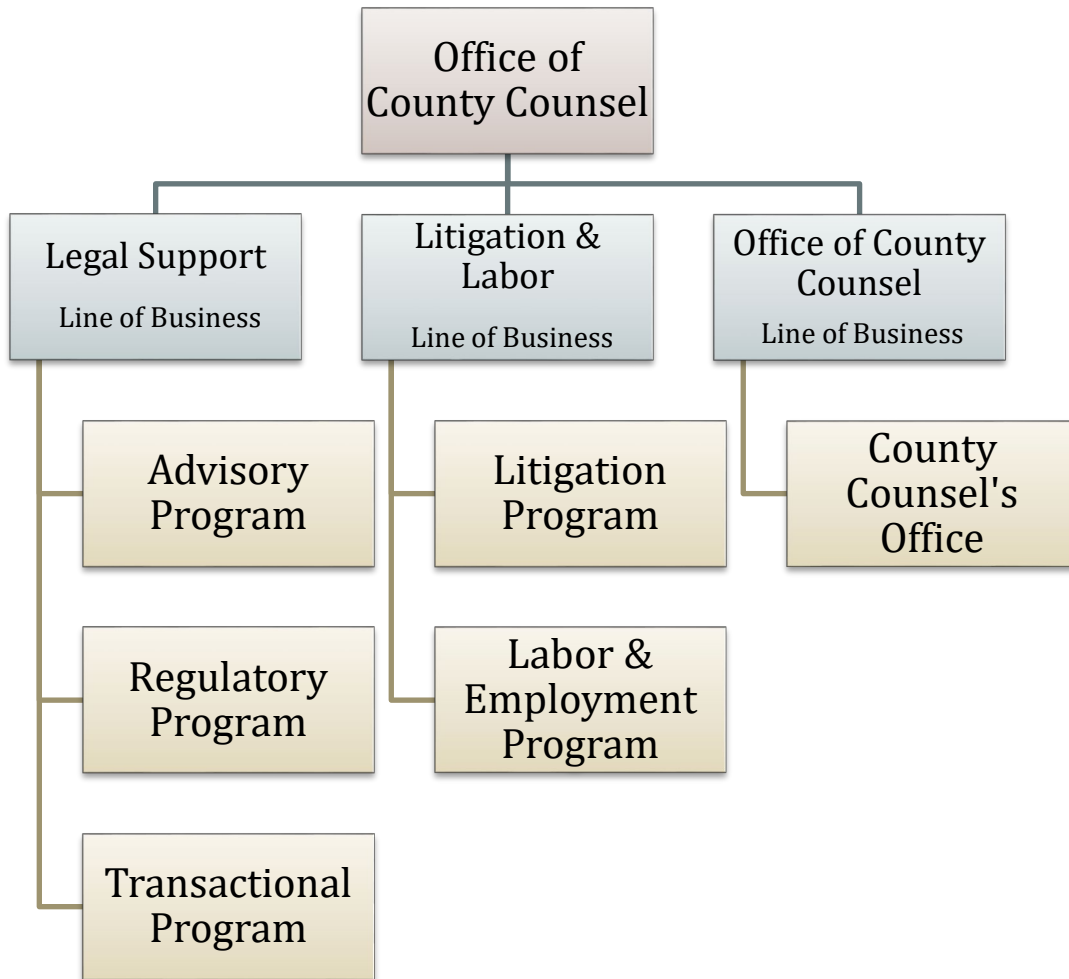 Office of
County Counsel
Legal Support
Line of Business
Litigation &
Labor
Line of Business
Office of County
Counsel
Line of Business
Advisory
Program
Regulatory
Program
Transactional
Program
Litigation
Program
Labor &
Employment
Program
County
Counsel's
Office